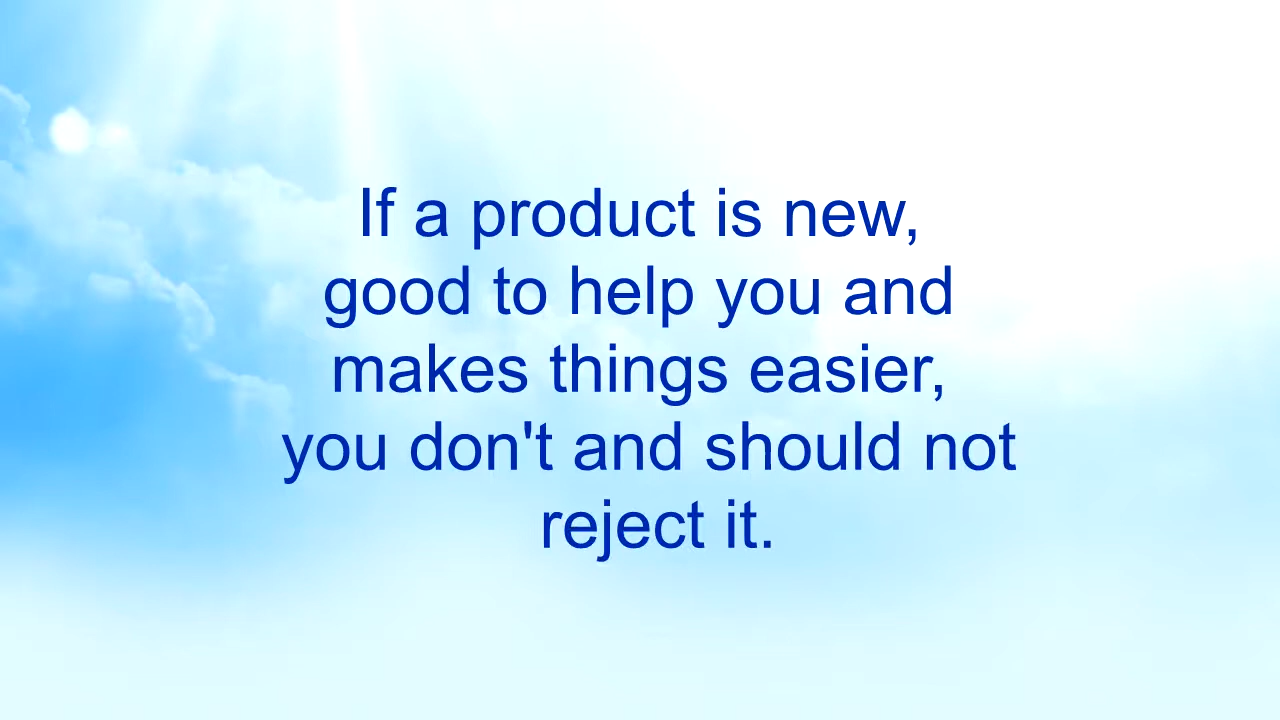 If a product is new,
good to help you and
makes things easier,
you don't and should not
reject it.